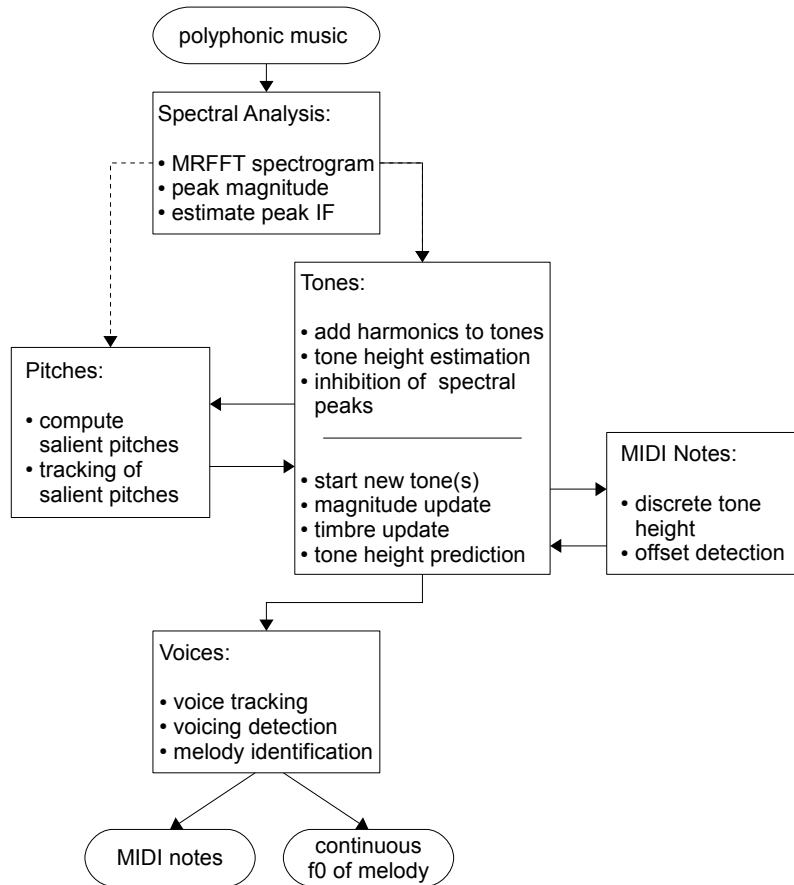 polyphonic music
Spectral Analysis:
• MRFFT spectrogram
• peak magnitude
• estimate peak IF
Tones:
• add harmonics to tones
• tone height estimation
• inhibition of spectral
peaks
• start new tone(s)
• magnitude update
• timbre update
• tone height prediction
Pitches:
• compute
salient pitches
• tracking of
salient pitches
MIDI Notes:
• discrete tone
height
• offset detection
Voices:
• voice tracking
• voicing detection
• melody identification
MIDI notes
continuous
f0 of melody